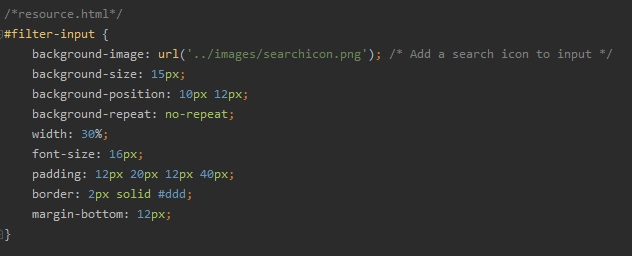 /*resource.html*/
#filter-input {
    background-image: url('../images/searchicon.png'); /* Add a search icon to input */
    background-size: 15px;
    background-position: 10px 12px;
    background-repeat: no-repeat;
    width: 30%;
    font-size: 16px;
    padding: 12px 20px 12px 40px;
    border: 2px solid #ddd;
    margin-bottom: 12px;
}